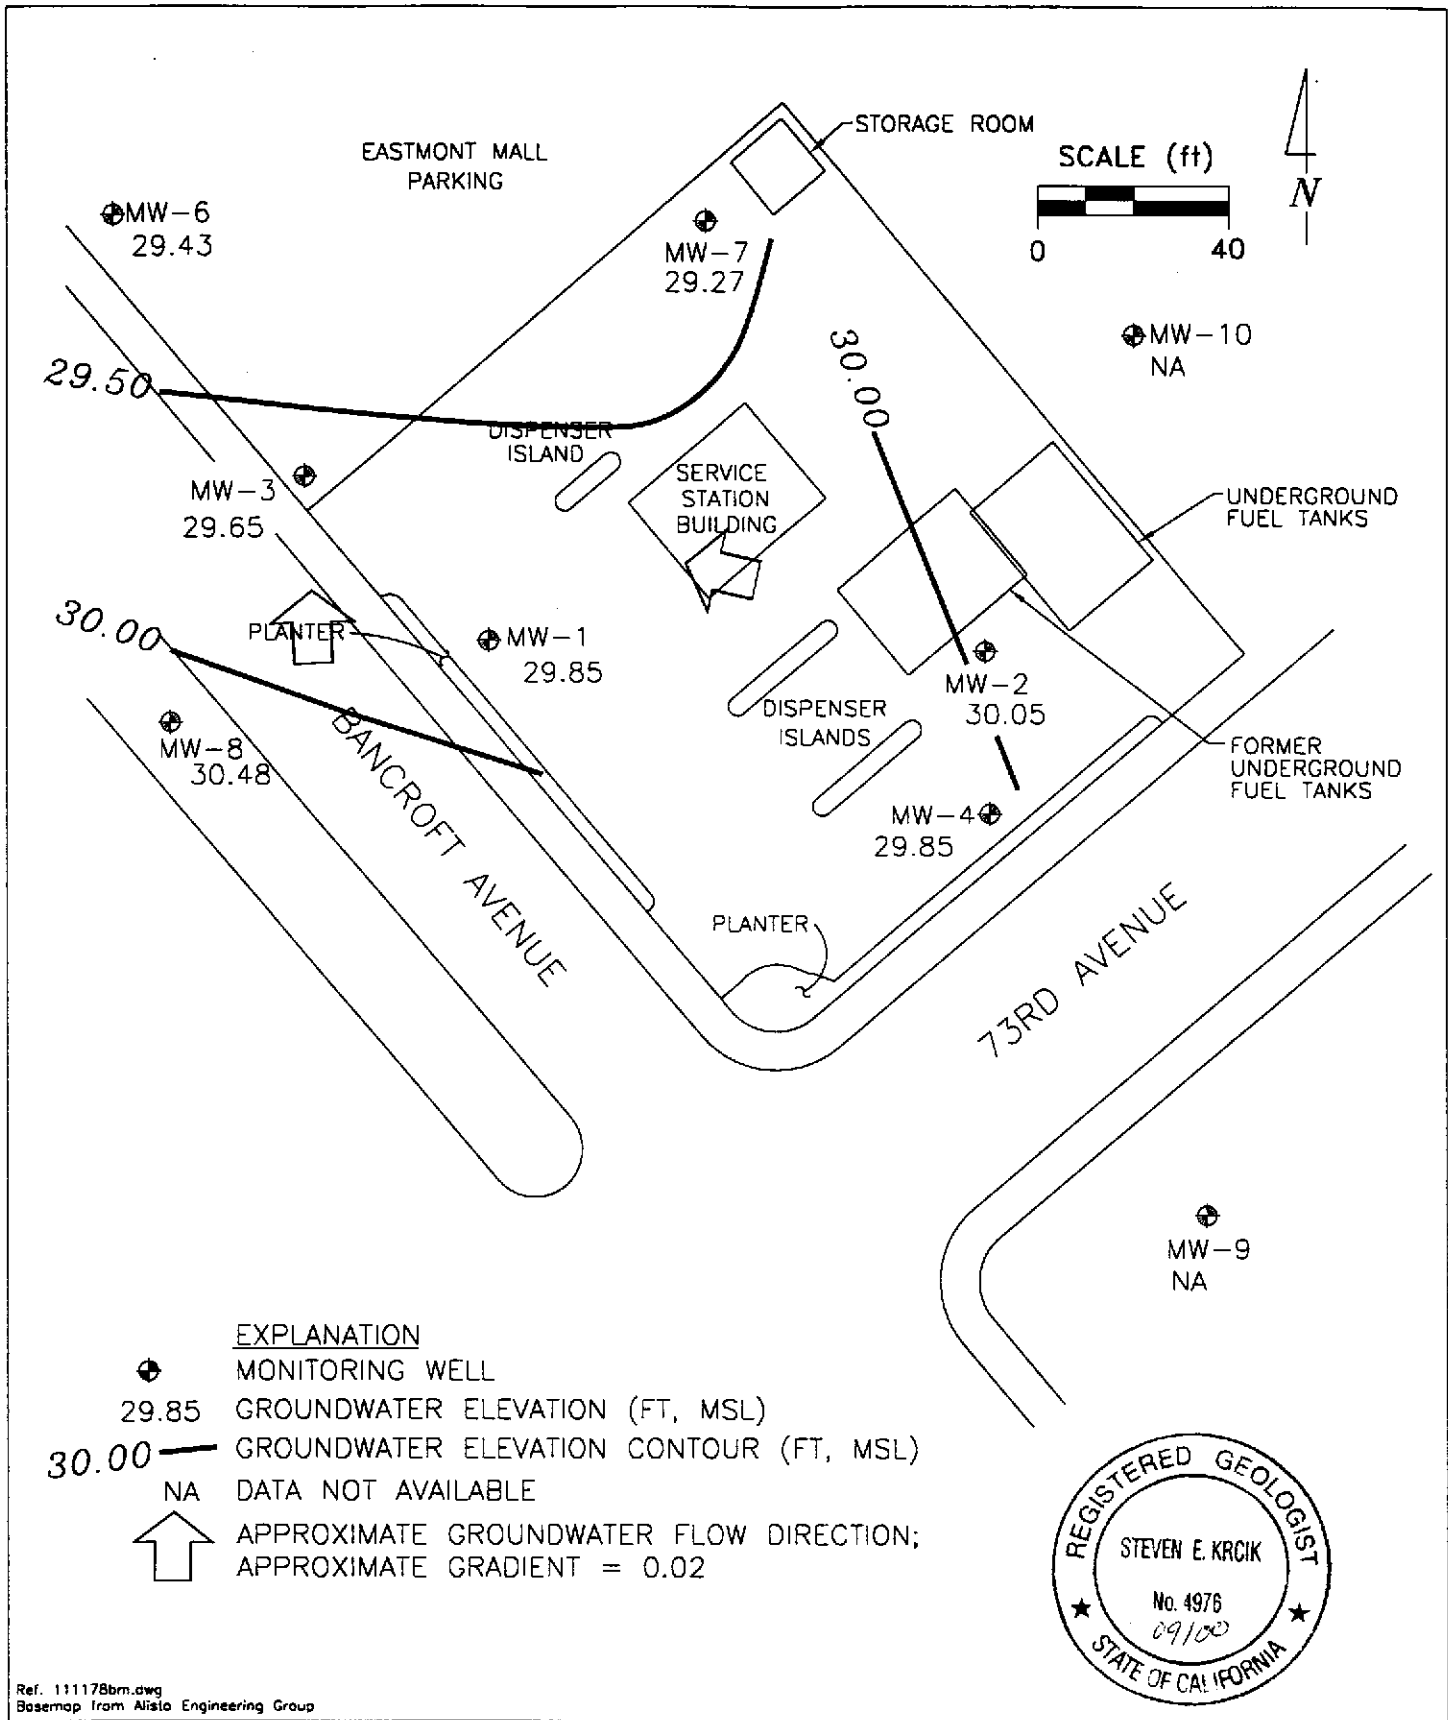 STORAGE ROOM
EASTMONT MALL
PARKING
SCALE (ft)
0 40
N
MW-6
29.43
MW-7
29.27
MW-10
NA
29.50
30.00
DISPENSER
ISLAND
SERVICE
STATION
BUILDING
MW-3
29.65
UNDERGROUND
FUEL TANKS
30.00
PLANTER
MW-1
29.85
MW-2
30.05
DISPENSER
ISLANDS
MW-8
30.48
FORMER
UNDERGROUND
FUEL TANKS
MW-4
29.85
BANCROFT AVENUE
PLANTER
73RD AVENUE
MW-9
NA
EXPLANATION
MONITORING WELL
29.85 GROUNDWATER ELEVATION (FT, MSL)
30.00 GROUNDWATER ELEVATION CONTOUR (FT, MSL)
NA DATA NOT AVAILABLE
APPROXIMATE GROUNDWATER FLOW DIRECTION;
APPROXIMATE GRADIENT = 0.02
REGISTERED GEOLOGIST
STEVEN E. KRCIK
No. 4976
09/00
STATE OF CALIFORNIA
Ref. 111178bm.dwg
Basemap from Alisto Engineering Group